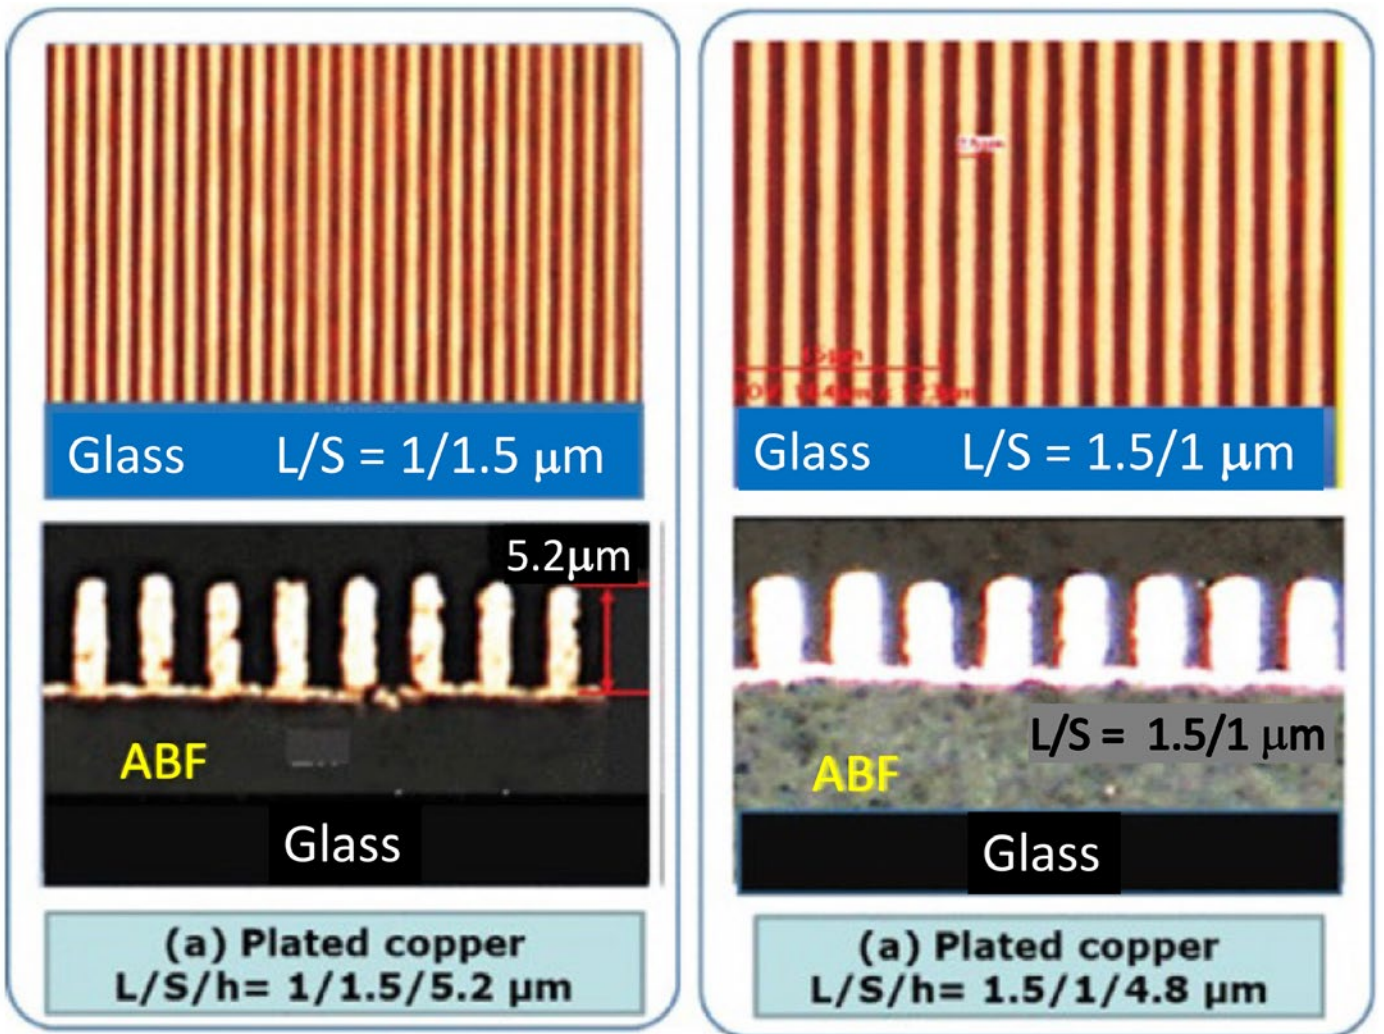 Glass L/S = 1/1.5 μm
5.2μm
ABF
Glass
(a) Plated copper
L/S/h= 1/1.5/5.2 μm
Glass L/S = 1.5/1 μm
L/S = 1.5/1 μm
ABF
Glass
(a) Plated copper
L/S/h= 1.5/1/4.8 μm